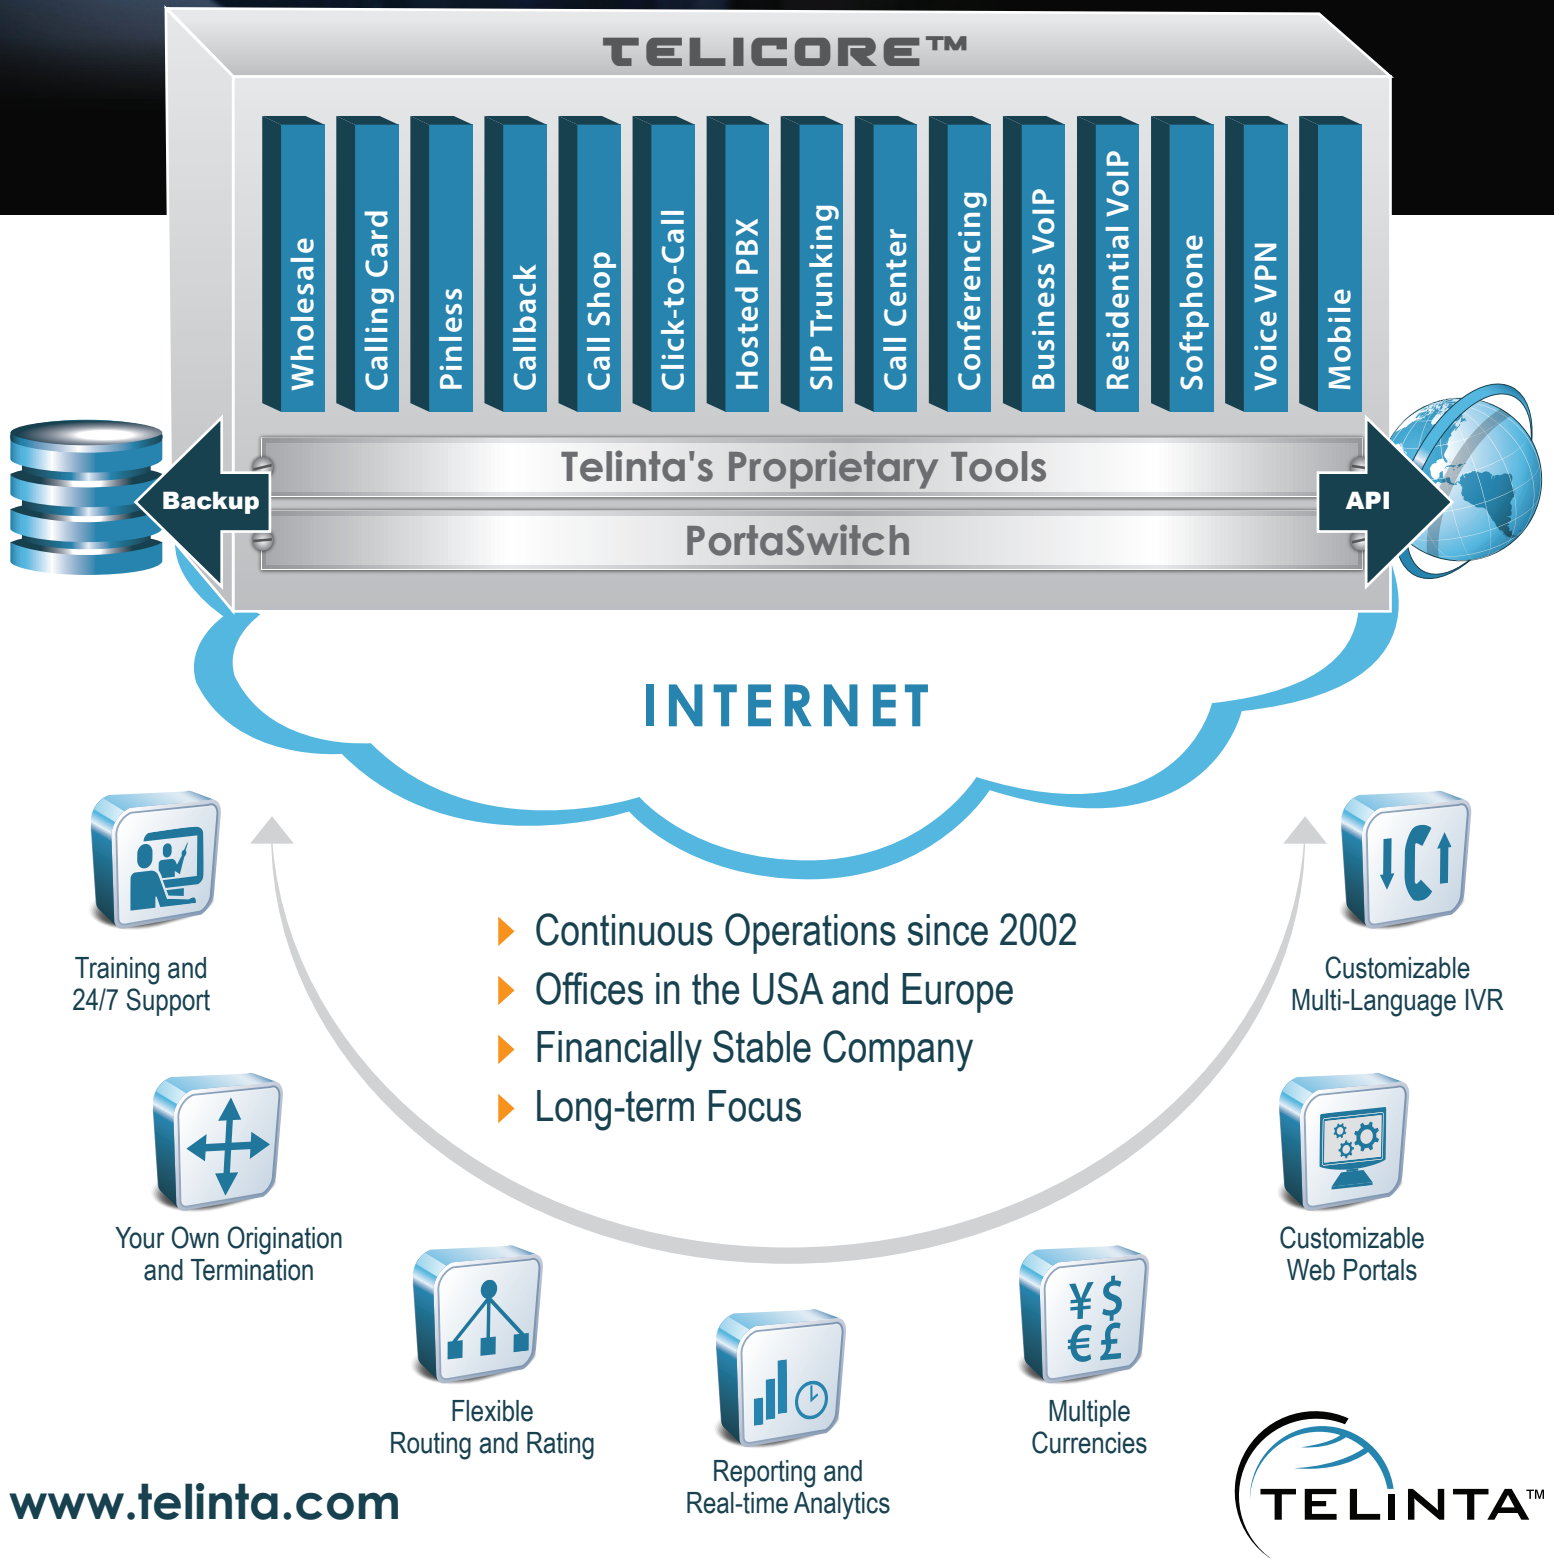 TELICORE™
Wholesale
Calling Card
Pinless
Callback
Call Shop
Click-to-Call
Hosted PBX
SIP Trunking
Call Center
Conferencing
Business VoIP
Residential VoIP
Softphone
Voice VPN
Mobile
Telinta's Proprietary Tools
Backup
API
PortaSwitch
INTERNET
Training and
24/7 Support
Your Own Origination
and Termination
Flexible
Routing and Rating
Reporting and
Real-time Analytics
Multiple
Currencies
Customizable
Web Portals
Customizable
Multi-Language IVR
Continuous Operations since 2002
Offices in the USA and Europe
Financially Stable Company
Long-term Focus
¥ $
€ £
www.telinta.com
TELiNTA™